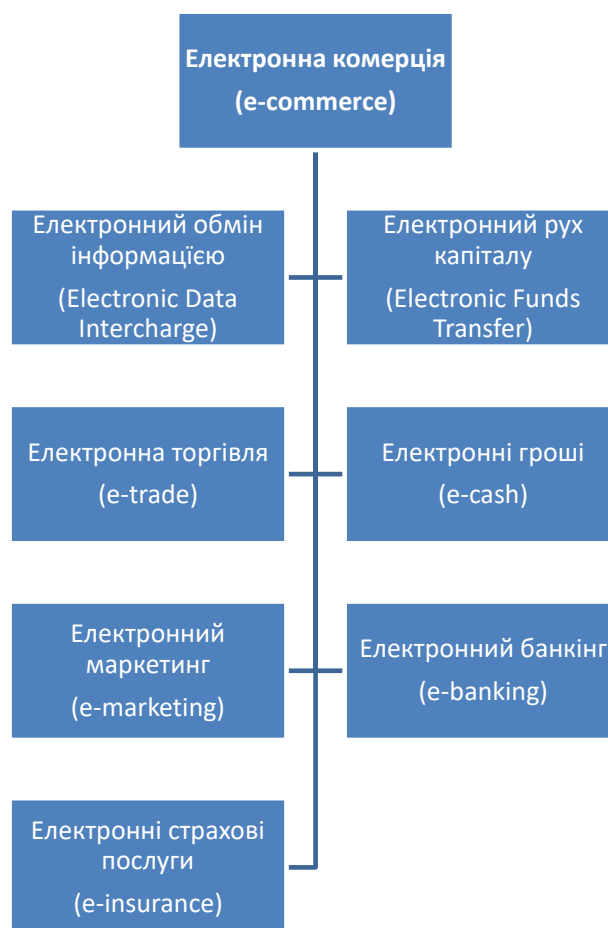 Електронна комерція
(e-commerce)
Електронний обмін
інформацїєю
(Electronic Data
Intercharge)
Електронний рух
капіталу
(Electronic Funds
Transfer)
Електронна торгівля
(e-trade)
Електронні гроші
(e-cash)
Електронний
маркетинг
(e-marketing)
Електронний банкінг
(e-banking)
Електронні страхові
послуги
(e-insurance)